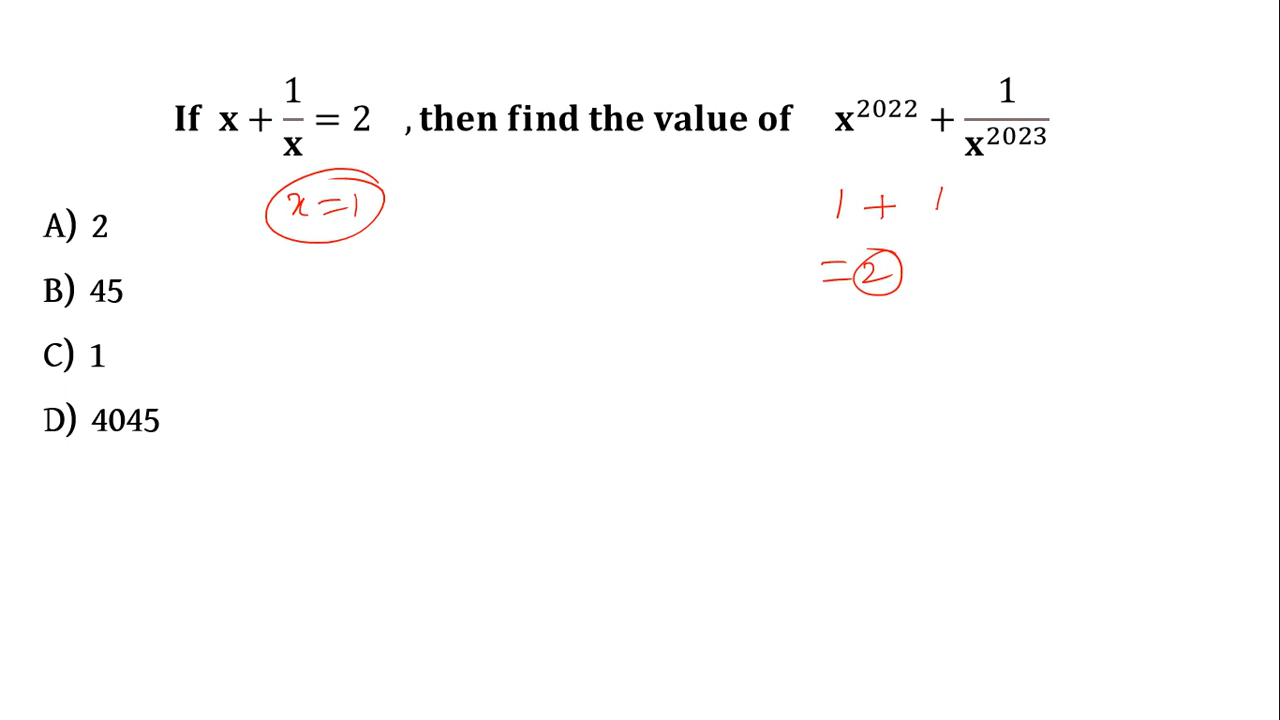 If x + 1/x = 2 , then find the value of x^2022 + 1/x^2023
x = 1
1 + 1
= 2
A) 2
B) 45
C) 1
D) 4045